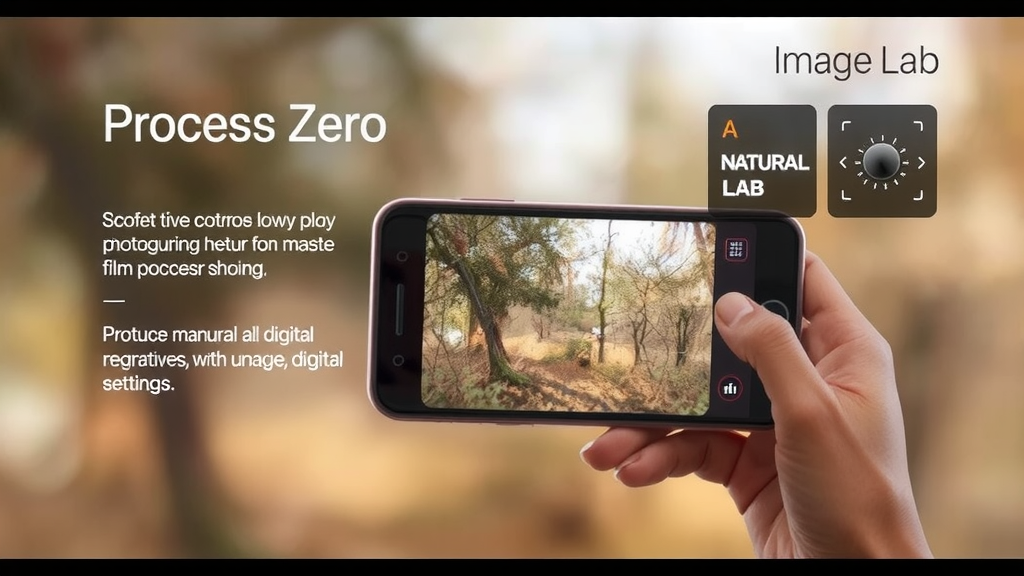 Image Lab
Process Zero
A
NATURAL
LAB
Scofet tive cotrros lowy play
photoguring hetur fon maste
film poccesr shoing.
—
Protuce manural all digital
regratives, with unage, digital
settings.